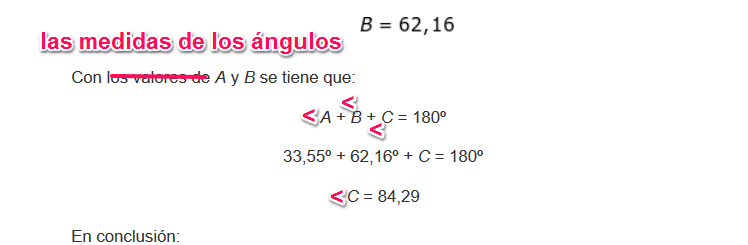 B = 62,16
las medidas de los ángulos
Con los valores de A y B se tiene que:
<A + <B + <C = 180º
33,55º + 62,16º + C = 180º
<C = 84,29
En conclusión: